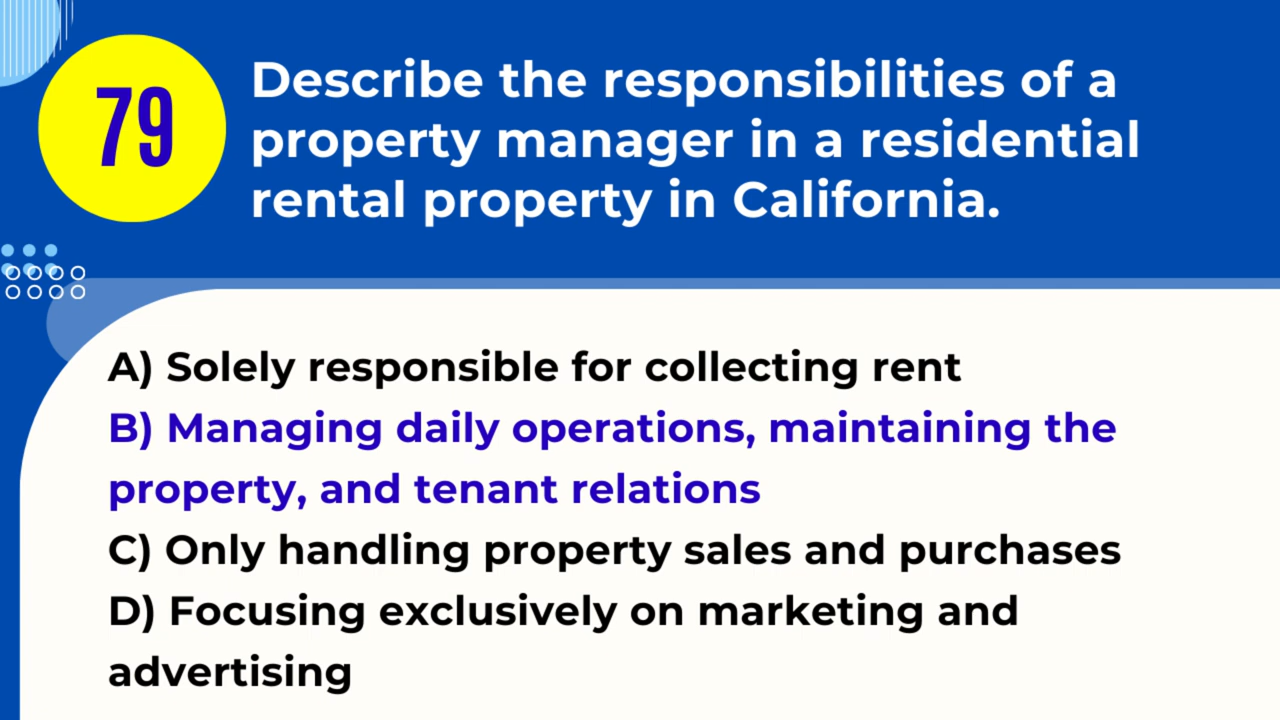 79
Describe the responsibilities of a
property manager in a residential
rental property in California.
A) Solely responsible for collecting rent
B) Managing daily operations, maintaining the
property, and tenant relations
C) Only handling property sales and purchases
D) Focusing exclusively on marketing and
advertising